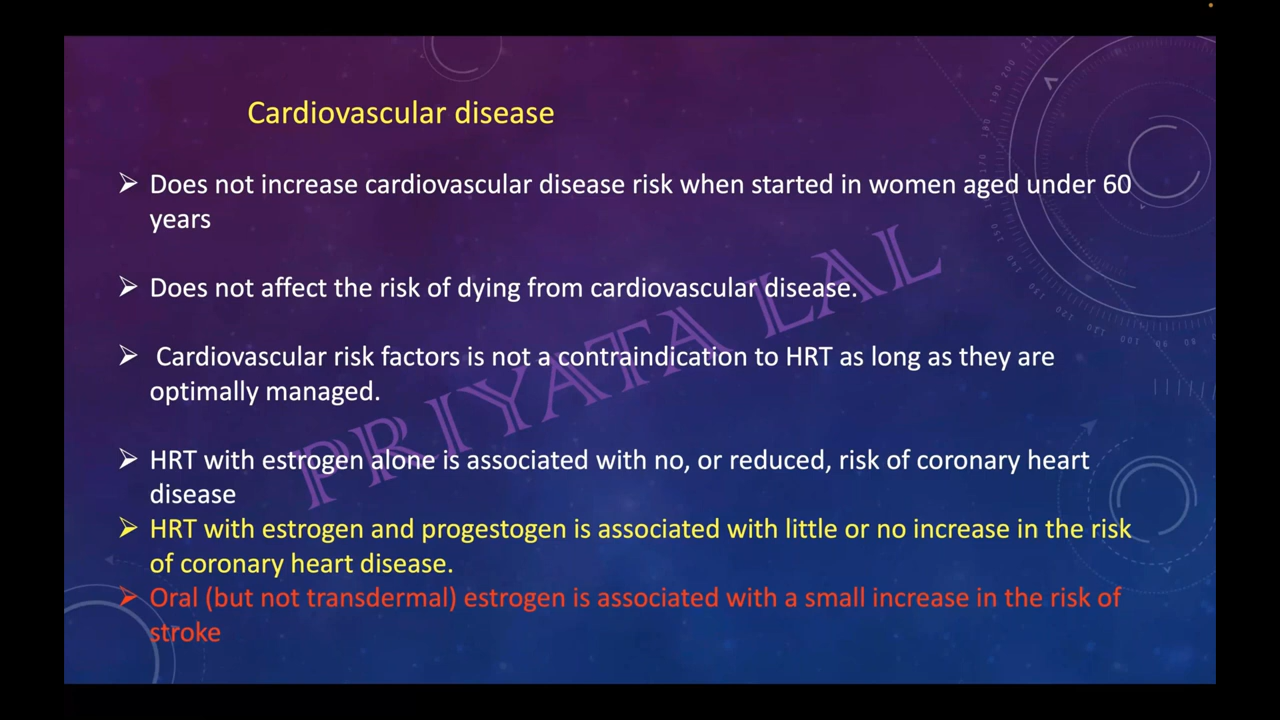 Cardiovascular disease
➢ Does not increase cardiovascular disease risk when started in women aged under 60
years
➢ Does not affect the risk of dying from cardiovascular disease.
➢ Cardiovascular risk factors is not a contraindication to HRT as long as they are
optimally managed.
➢ HRT with estrogen alone is associated with no, or reduced, risk of coronary heart
disease
➢ HRT with estrogen and progestogen is associated with little or no increase in the risk
of coronary heart disease.
➢ Oral (but not transdermal) estrogen is associated with a small increase in the risk of
stroke
PRIYATA LAL